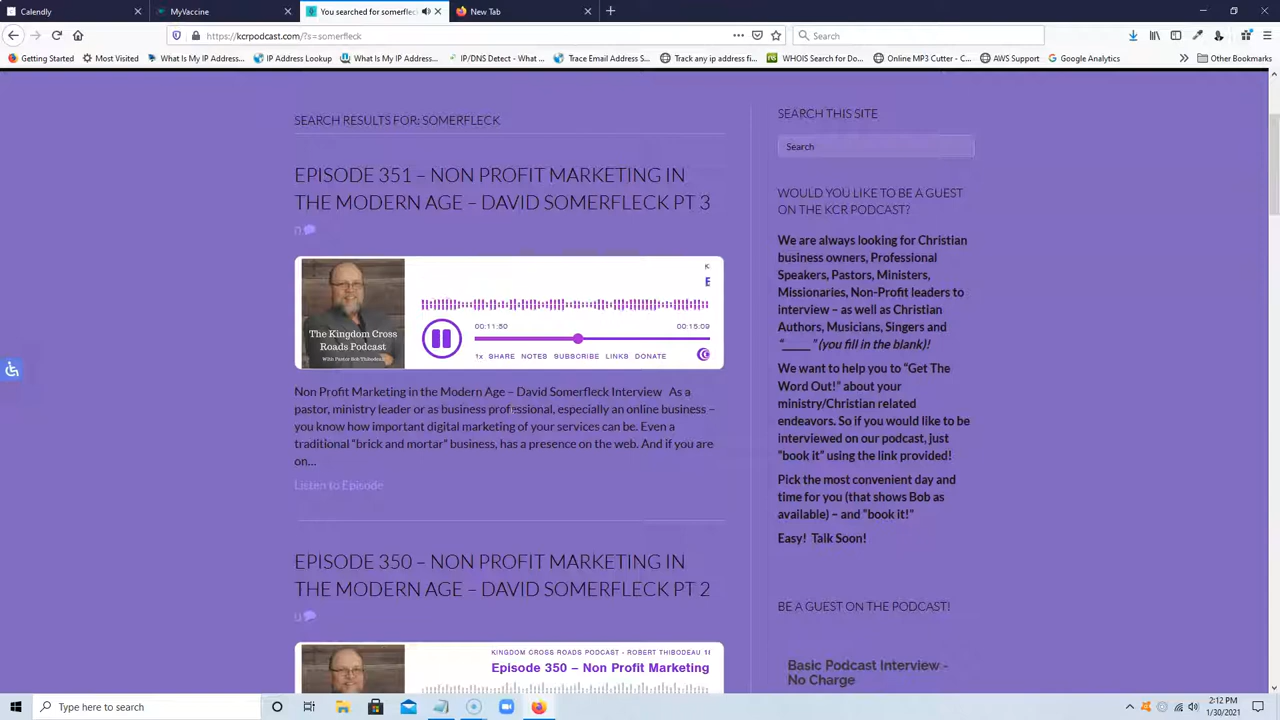 Calendly
MyVaccine
You searched for somerfleck
New Tab
https://kcrpodcast.com/?s=somerfleck
Search
Getting Started
Most Visited
What Is My IP Address...
IP Address Lookup
What Is My IP Address...
IP/DNS Detect - What ...
Trace Email Address S...
Track any ip address fi...
WHOIS Search for Do...
Online MP3 Cutter - C...
AWS Support
Google Analytics
Other Bookmarks
SEARCH RESULTS FOR: SOMERFLECK
EPISODE 351 – NON PROFIT MARKETING IN
THE MODERN AGE – DAVID SOMERFLECK PT 3
0
The Kingdom Cross
Roads Podcast
With Pastor Bob Thibodeau
K
E
00:11:50
00:15:09
1x SHARE NOTES SUBSCRIBE LINKS DONATE
Non Profit Marketing in the Modern Age – David Somerfleck Interview As a
pastor, ministry leader or as business professional, especially an online business –
you know how important digital marketing of your services can be. Even a
traditional "brick and mortar" business, has a presence on the web. And if you are
on...
Listen to Episode
EPISODE 350 – NON PROFIT MARKETING IN
THE MODERN AGE – DAVID SOMERFLECK PT 2
0
KINGDOM CROSS ROADS PODCAST - ROBERT THIBODEAU
Episode 350 – Non Profit Marketing
SEARCH THIS SITE
Search
WOULD YOU LIKE TO BE A GUEST
ON THE KCR PODCAST?
We are always looking for Christian
business owners, Professional
Speakers, Pastors, Ministers,
Missionaries, Non-Profit leaders to
interview – as well as Christian
Authors, Musicians, Singers and
"_____" (you fill in the blank)!
We want to help you to "Get The
Word Out!" about your
ministry/Christian related
endeavors. So if you would like to be
interviewed on our podcast, just
"book it" using the link provided!
Pick the most convenient day and
time for you (that shows Bob as
available) – and "book it!"
Easy! Talk Soon!
BE A GUEST ON THE PODCAST!
Basic Podcast Interview -
No Charge
Type here to search
2:12 PM
1/30/2021